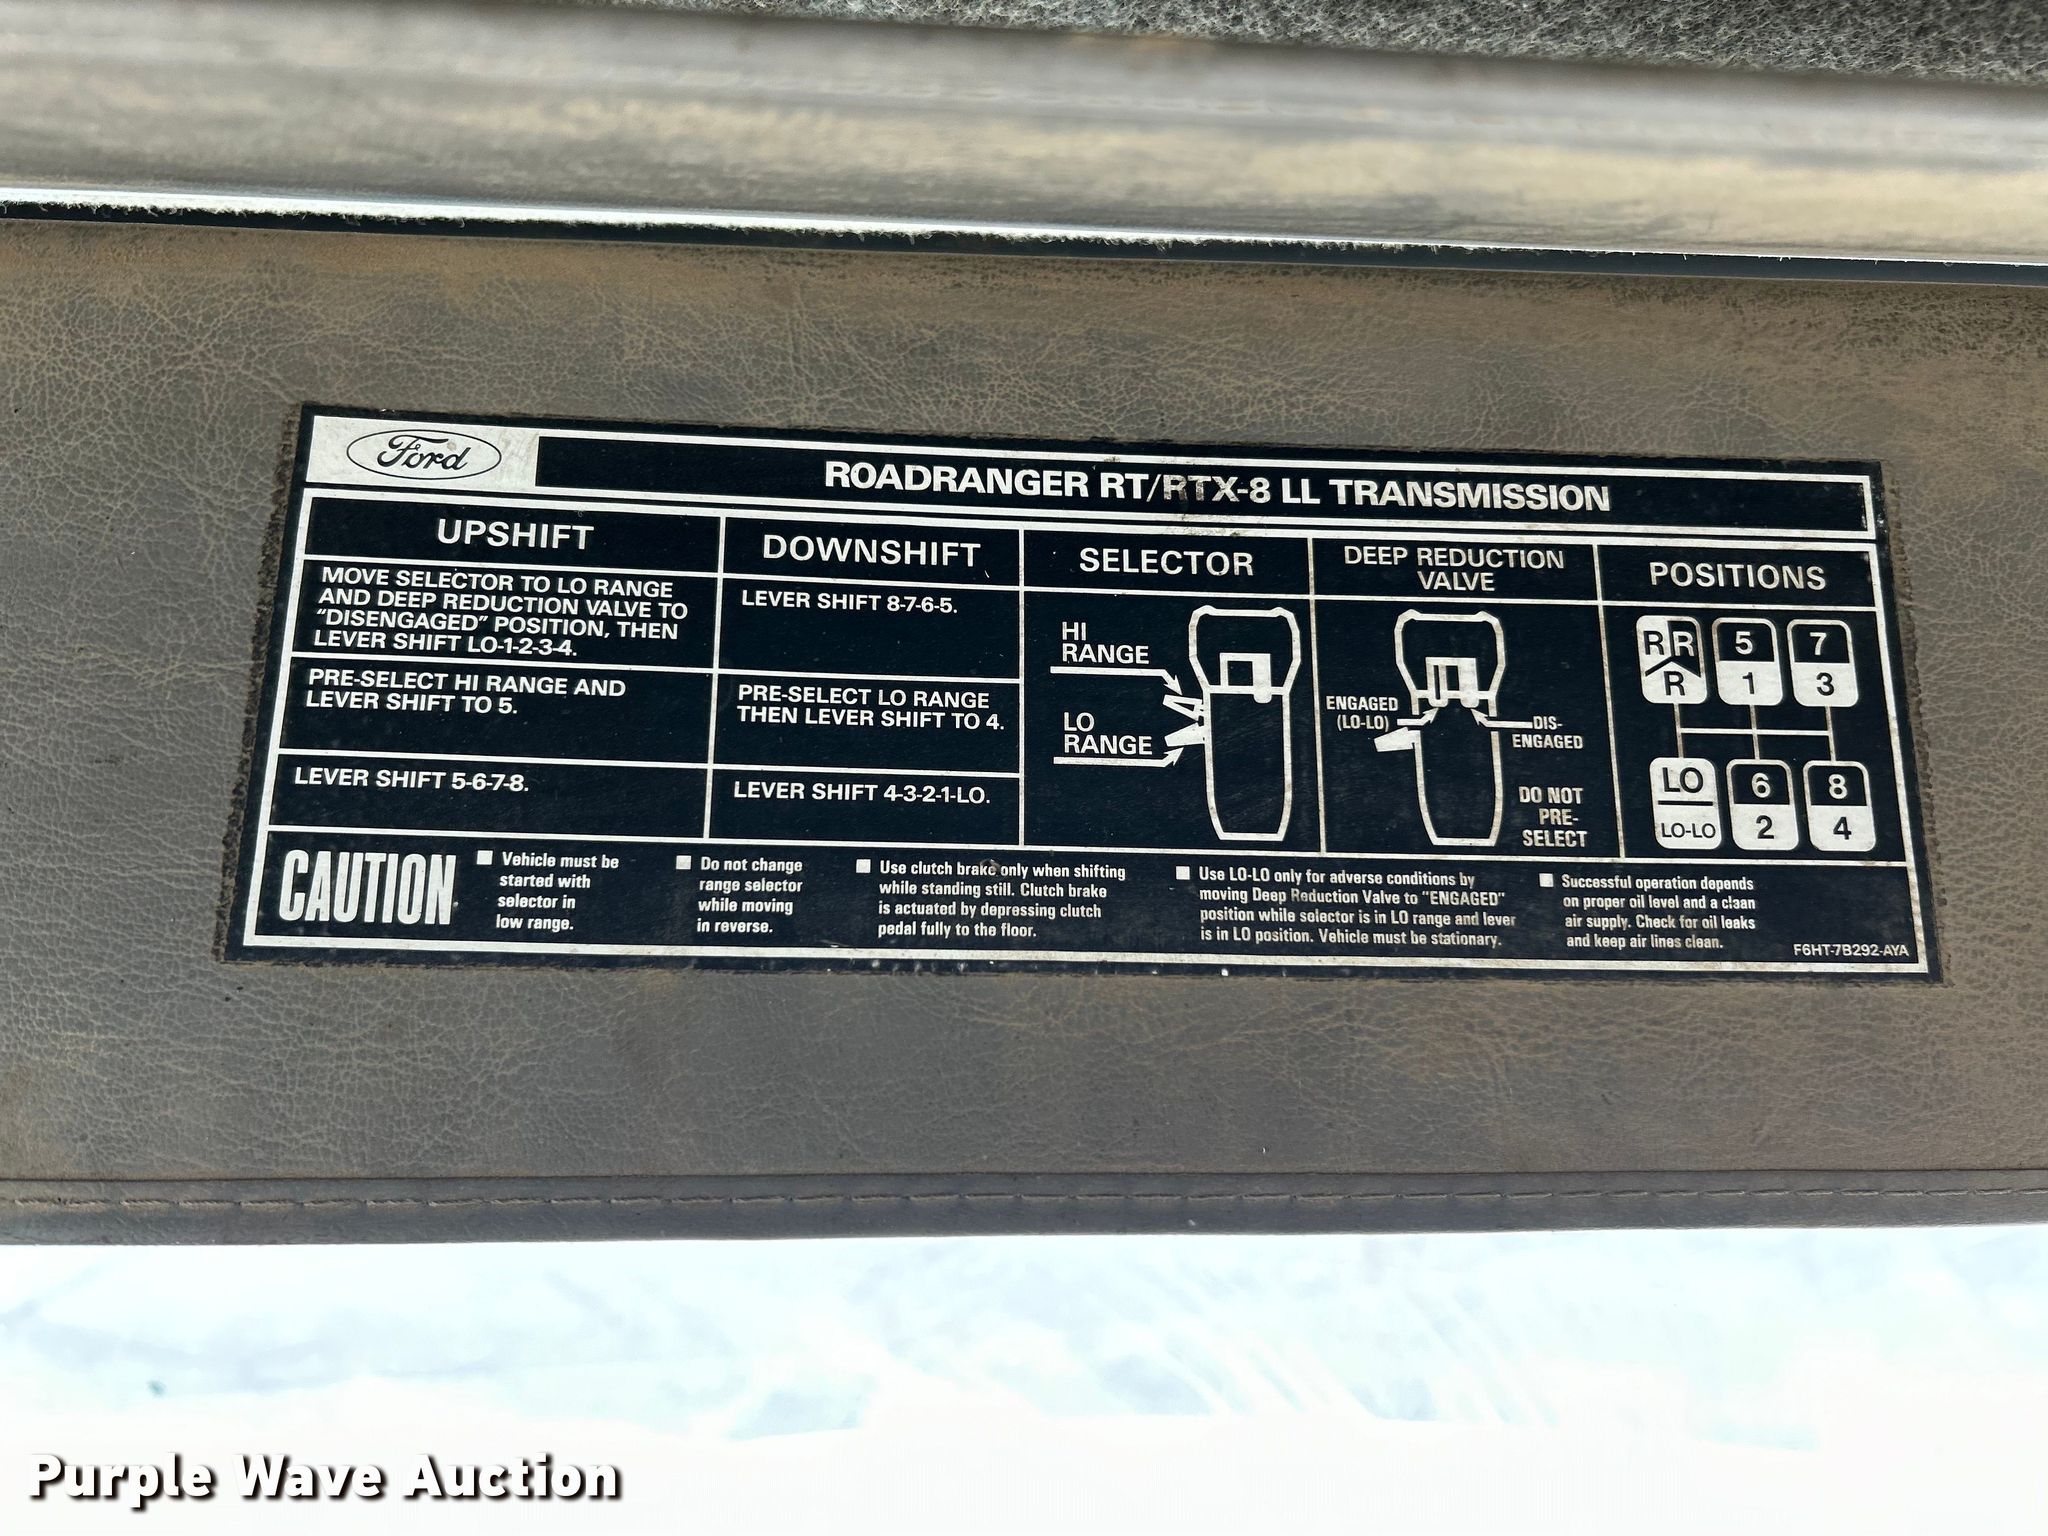 Ford
ROADRANGER RT/RTX-8 LL TRANSMISSION
UPSHIFT
MOVE SELECTOR TO LO RANGE
AND DEEP REDUCTION VALVE TO
"DISENGAGED" POSITION, THEN
LEVER SHIFT LO-1-2-3-4.
PRE-SELECT HI RANGE AND
LEVER SHIFT TO 5.
LEVER SHIFT 5-6-7-8.
DOWNSHIFT
LEVER SHIFT 8-7-6-5.
PRE-SELECT LO RANGE
THEN LEVER SHIFT TO 4.
LEVER SHIFT 4-3-2-1-LO.
SELECTOR
HI
RANGE
LO
RANGE
DEEP REDUCTION
VALVE
ENGAGED
(LO-LO)
DIS-
ENGAGED
DO NOT
PRE-
SELECT
POSITIONS
R R 5 7
R 1 3
LO 6 8
LO-LO 2 4
CAUTION
■ Vehicle must be
started with
selector in
low range.
■ Do not change
range selector
while moving
in reverse.
■ Use clutch brake only when shifting
while standing still. Clutch brake
is actuated by depressing clutch
pedal fully to the floor.
■ Use LO-LO only for adverse conditions by
moving Deep Reduction Valve to "ENGAGED"
position while selector is in LO range and lever
is in LO position. Vehicle must be stationary.
■ Successful operation depends
on proper oil level and a clean
air supply. Check for oil leaks
and keep air lines clean.
F6HT-7B292-AYA
Purple Wave Auction